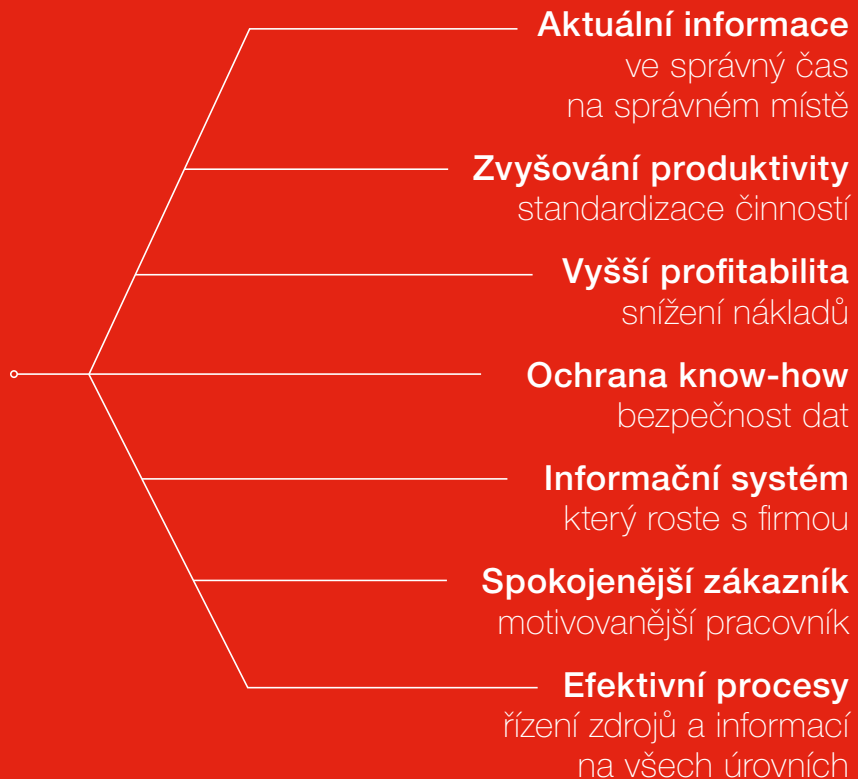 Aktuální informace
ve správný čas
na správném místě
Zvyšování produktivity
standardizace činností
Vyšší profitabilita
snížení nákladů
Ochrana know-how
bezpečnost dat
Informační systém
který roste s firmou
Spokojenější zákazník
motivovanější pracovník
Efektivní procesy
řízení zdrojů a informací
na všech úrovních